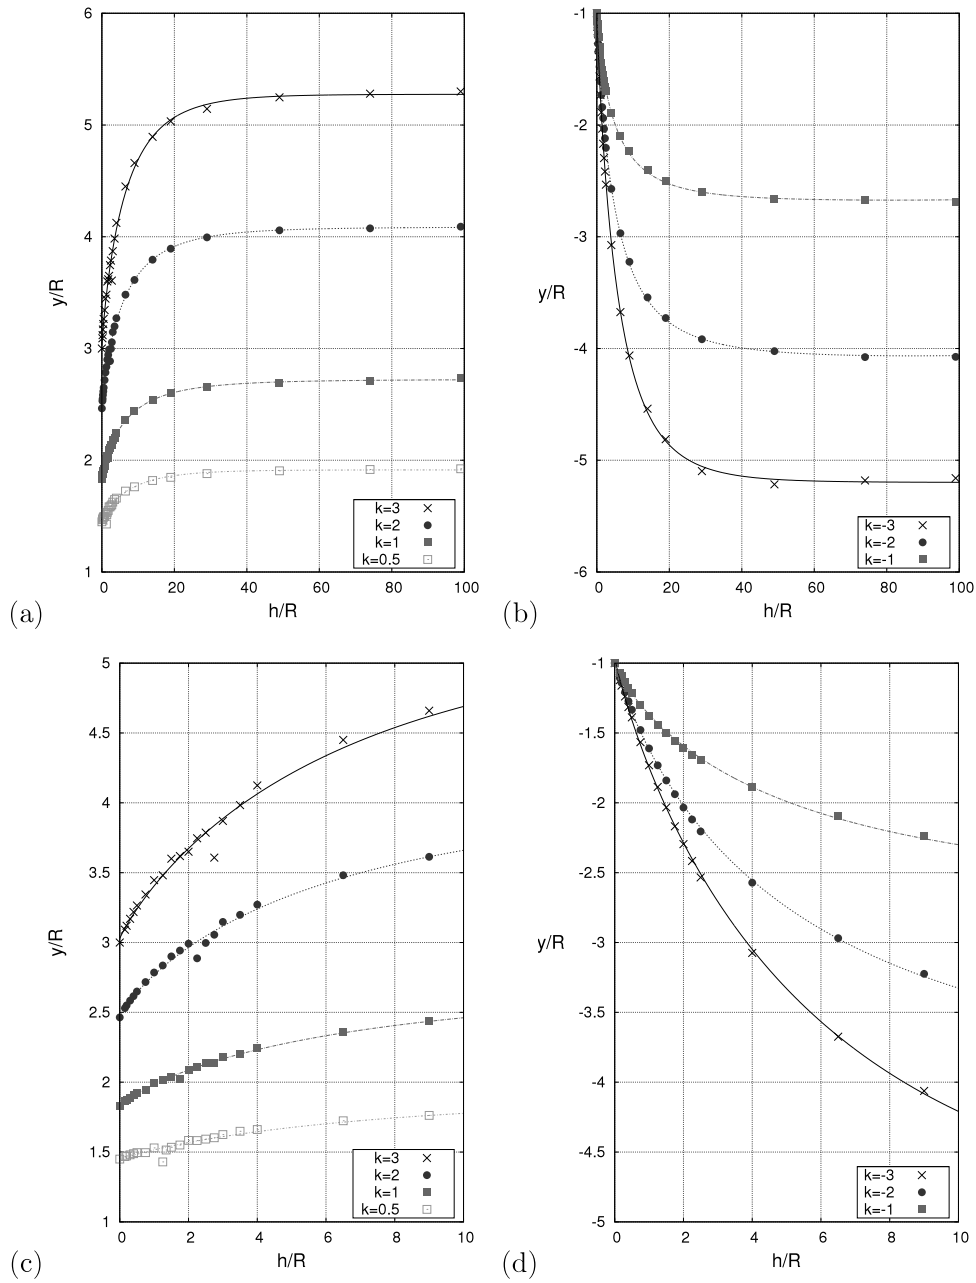 6
5
4
3
2
1
y/R
0 20 40 60 80 100
h/R
k=3
k=2
k=1
k=0.5
(a)
-1
-2
-3
-4
-5
-6
y/R
0 20 40 60 80 100
h/R
k=-3
k=-2
k=-1
(b)
5
4.5
4
3.5
3
2.5
2
1.5
1
y/R
0 2 4 6 8 10
h/R
k=3
k=2
k=1
k=0.5
(c)
-1
-1.5
-2
-2.5
-3
-3.5
-4
-4.5
-5
y/R
0 2 4 6 8 10
h/R
k=-3
k=-2
k=-1
(d)